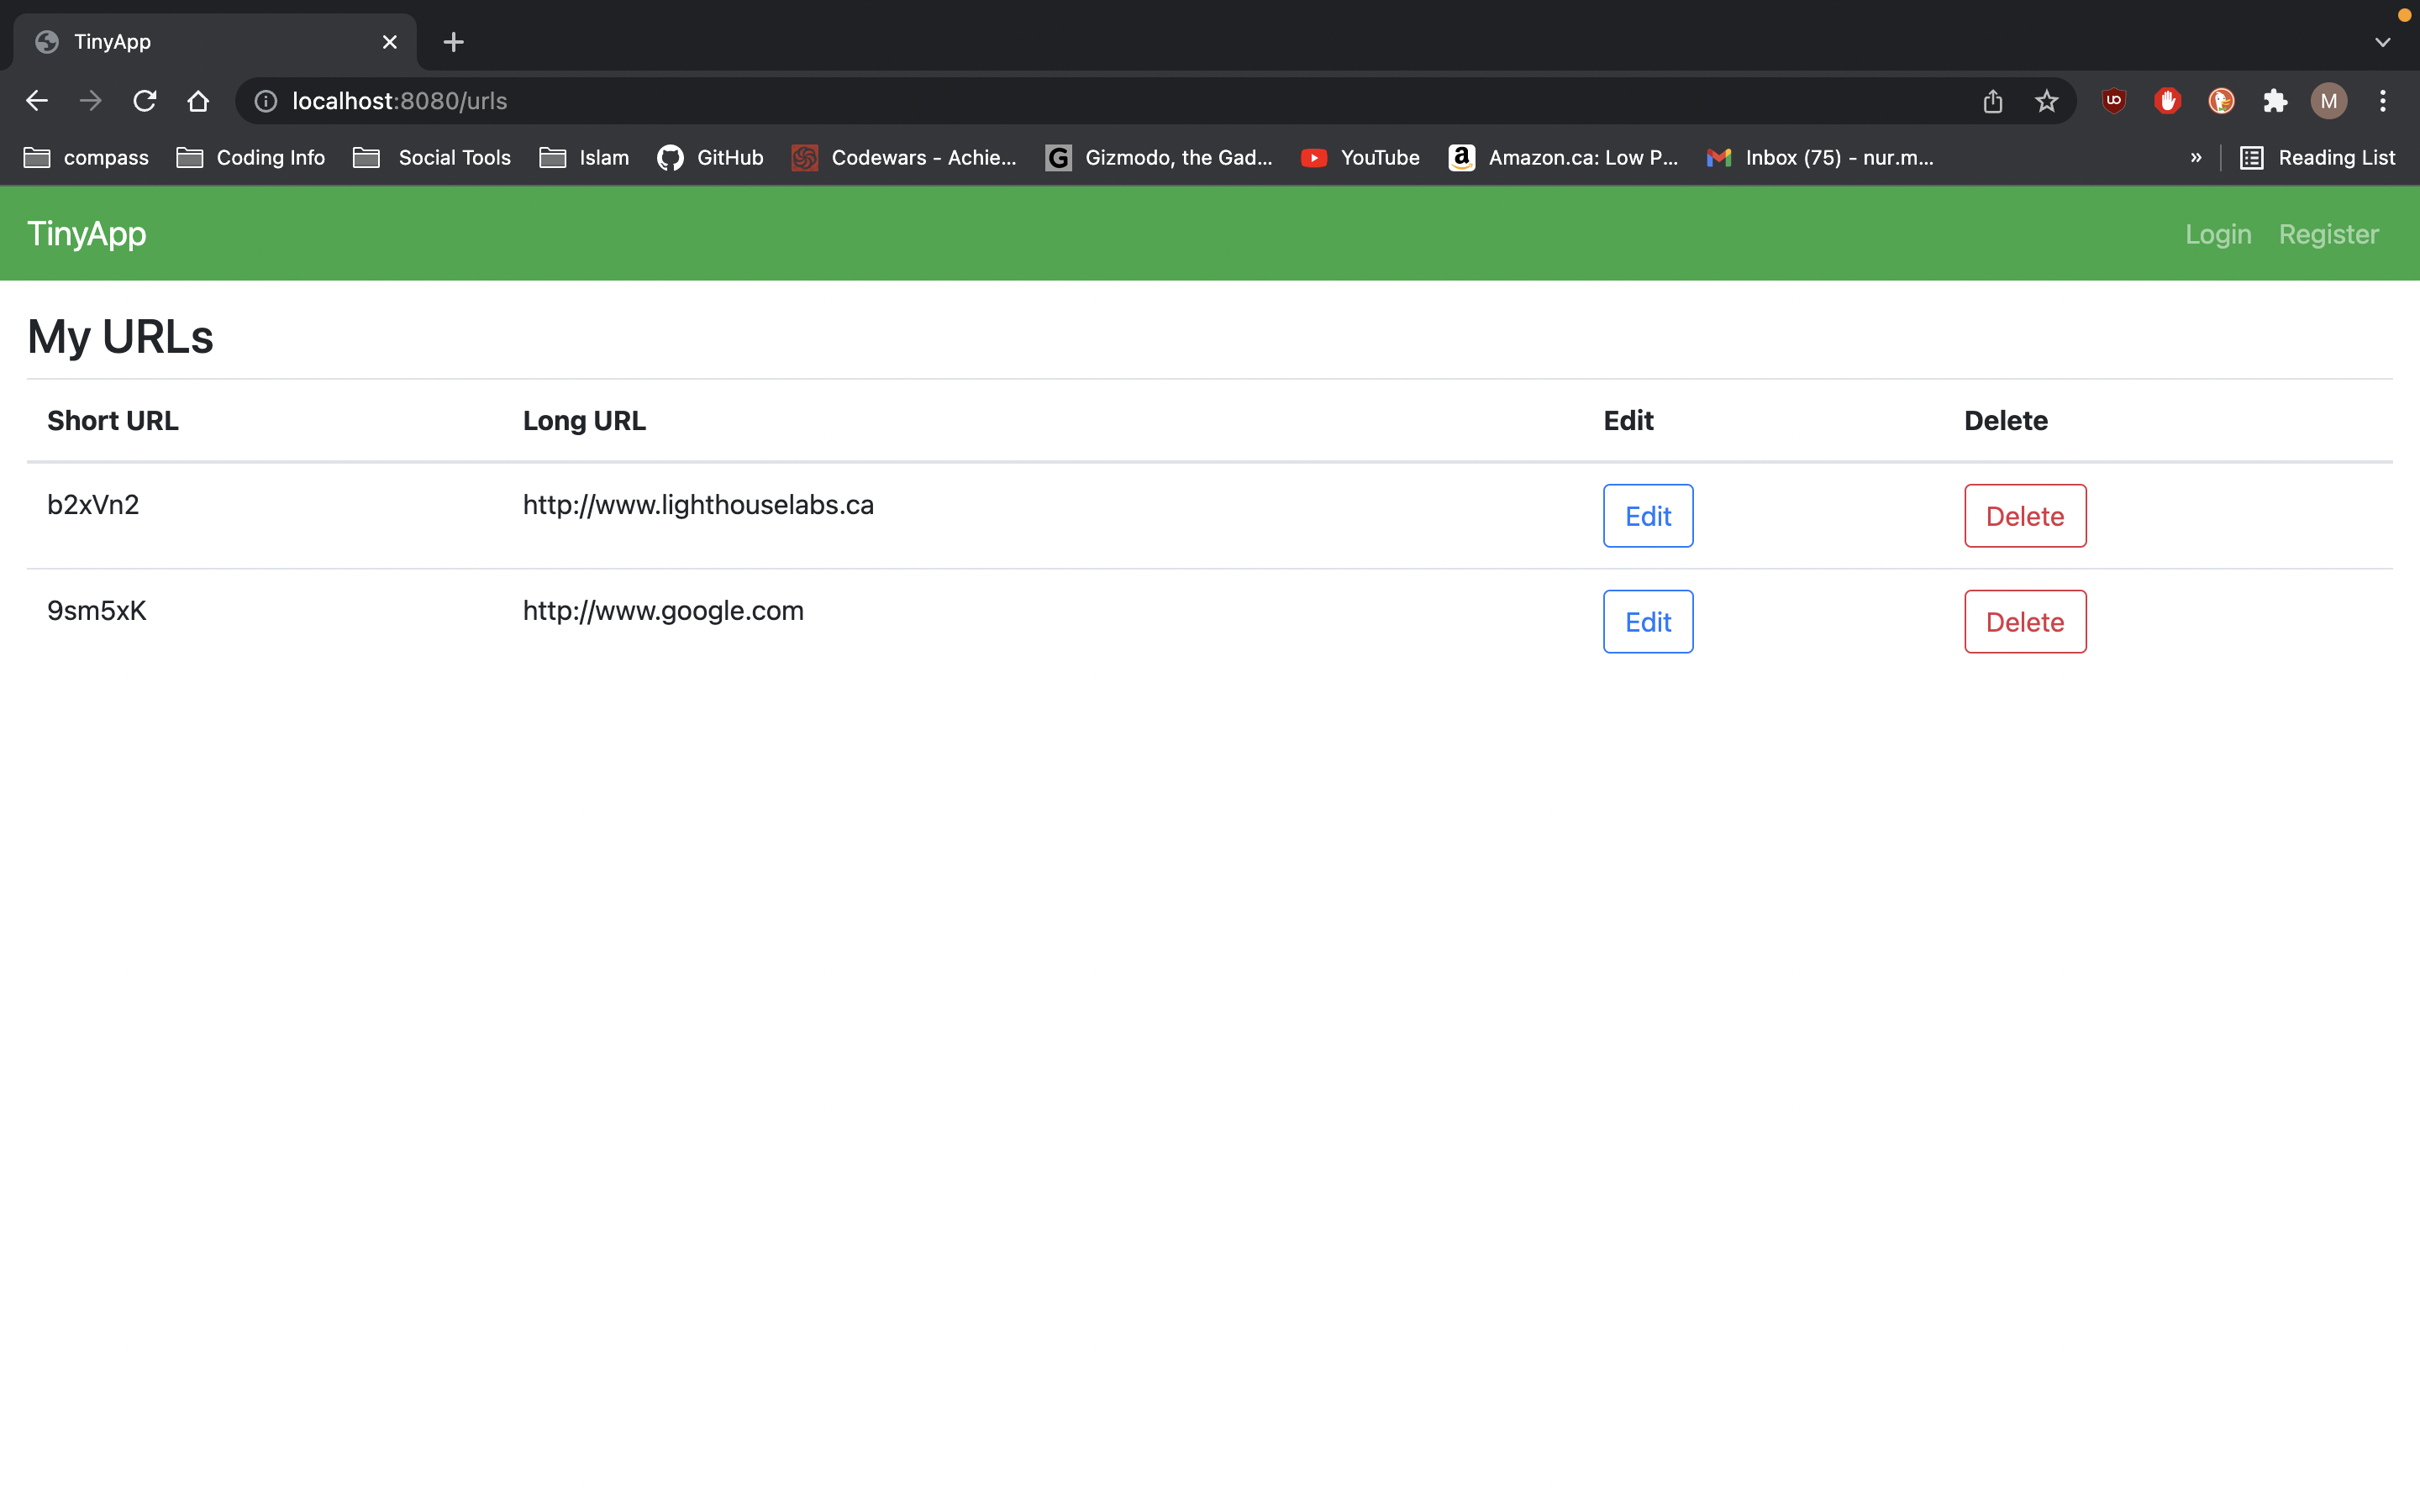 TinyApp
localhost:8080/urls
M
compass Coding Info Social Tools Islam GitHub Codewars - Achie... G Gizmodo, the Gad... YouTube a Amazon.ca: Low P... Inbox (75) - nur.m... » Reading List
TinyApp Login Register
My URLs
Short URL Long URL Edit Delete
b2xVn2 http://www.lighthouselabs.ca Edit Delete
9sm5xK http://www.google.com Edit Delete